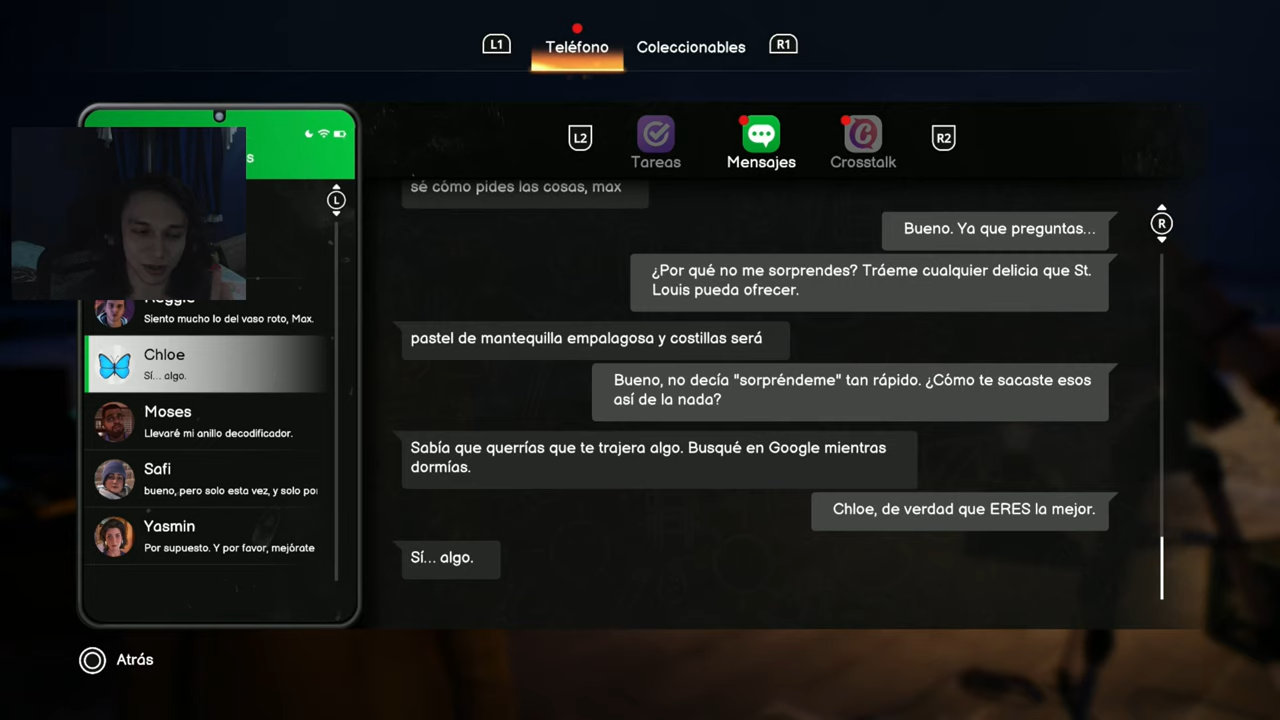 L1
Teléfono
Coleccionables
R1
L2
Tareas
Mensajes
Crosstalk
R2
s
L
Siento mucho lo del vaso roto, Max.
Chloe
Sí... algo.
Moses
Llevaré mi anillo decodificador.
Safi
bueno, pero solo esta vez, y solo por
Yasmin
Por supuesto. Y por favor, mejórate
sé cómo pides las cosas, max
Bueno. Ya que preguntas...
R
¿Por qué no me sorprendes? Tráeme cualquier delicia que St.
Louis pueda ofrecer.
pastel de mantequilla empalagosa y costillas será
Bueno, no decía "sorpréndeme" tan rápido. ¿Cómo te sacaste esos
así de la nada?
Sabía que querrías que te trajera algo. Busqué en Google mientras
dormías.
Chloe, de verdad que ERES la mejor.
Sí... algo.
Atrás